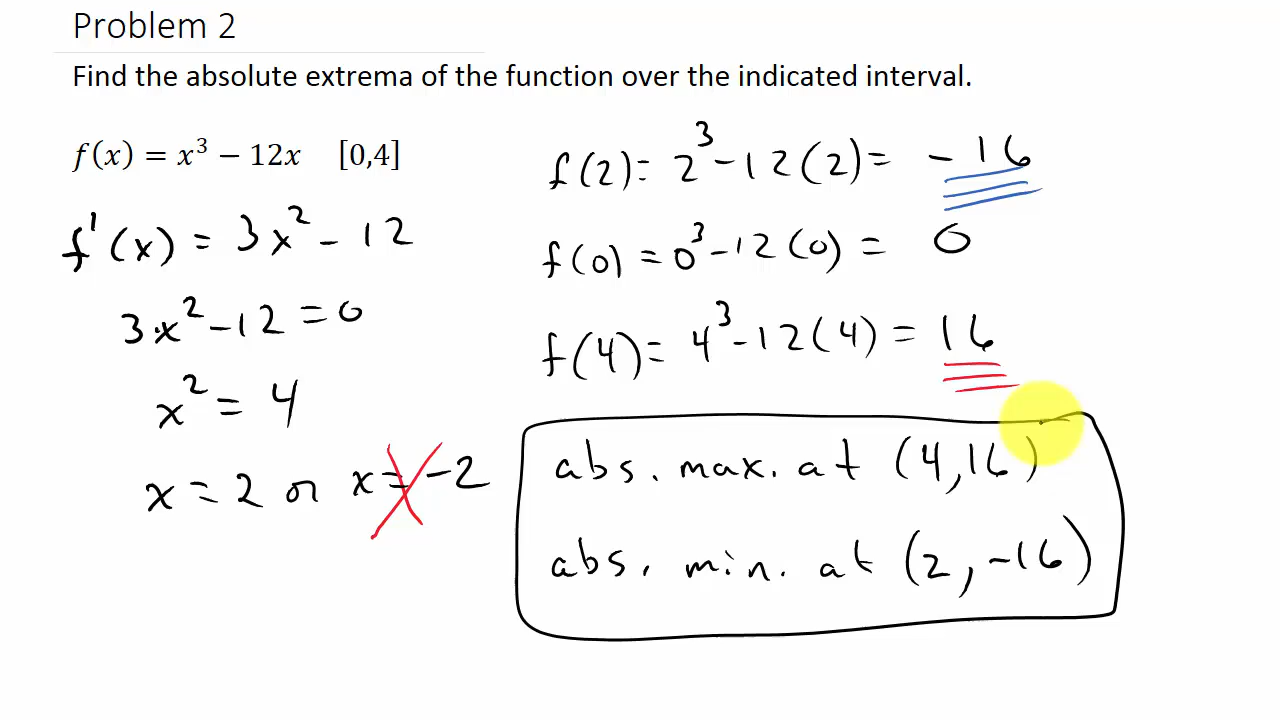 Problem 2
Find the absolute extrema of the function over the indicated interval.
f(x) = x³ − 12x [0,4]
f'(x) = 3x² − 12
3x² − 12 = 0
x² = 4
x = 2 or x = −2
f(2) = 2³ − 12(2) = −16
f(0) = 0³ − 12(0) = 0
f(4) = 4³ − 12(4) = 16
abs. max. at (4,16)
abs. min. at (2, −16)